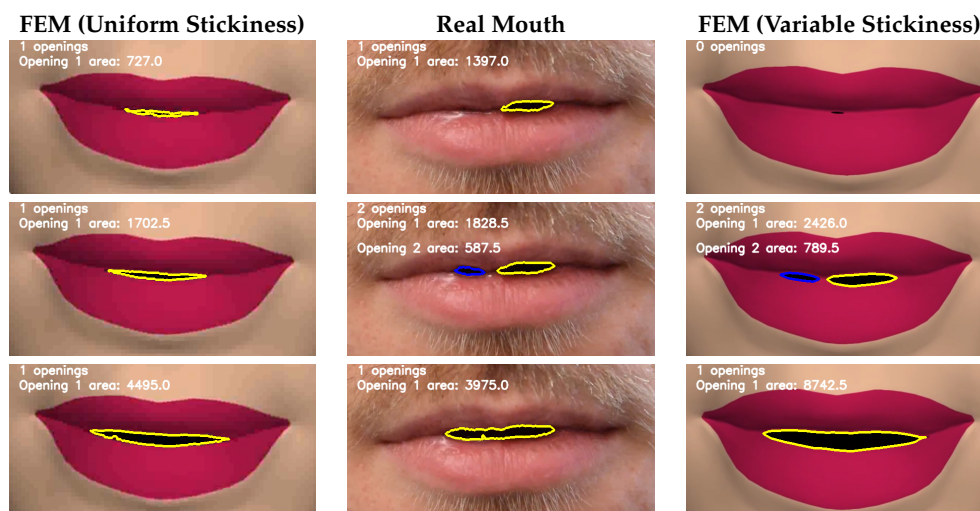 FEM (Uniform Stickiness) Real Mouth FEM (Variable Stickiness)
1 openings
Opening 1 area: 727.0
1 openings
Opening 1 area: 1397.0
0 openings
1 openings
Opening 1 area: 1702.5
2 openings
Opening 1 area: 1828.5
Opening 2 area: 587.5
2 openings
Opening 1 area: 2426.0
Opening 2 area: 789.5
1 openings
Opening 1 area: 4495.0
1 openings
Opening 1 area: 3975.0
1 openings
Opening 1 area: 8742.5